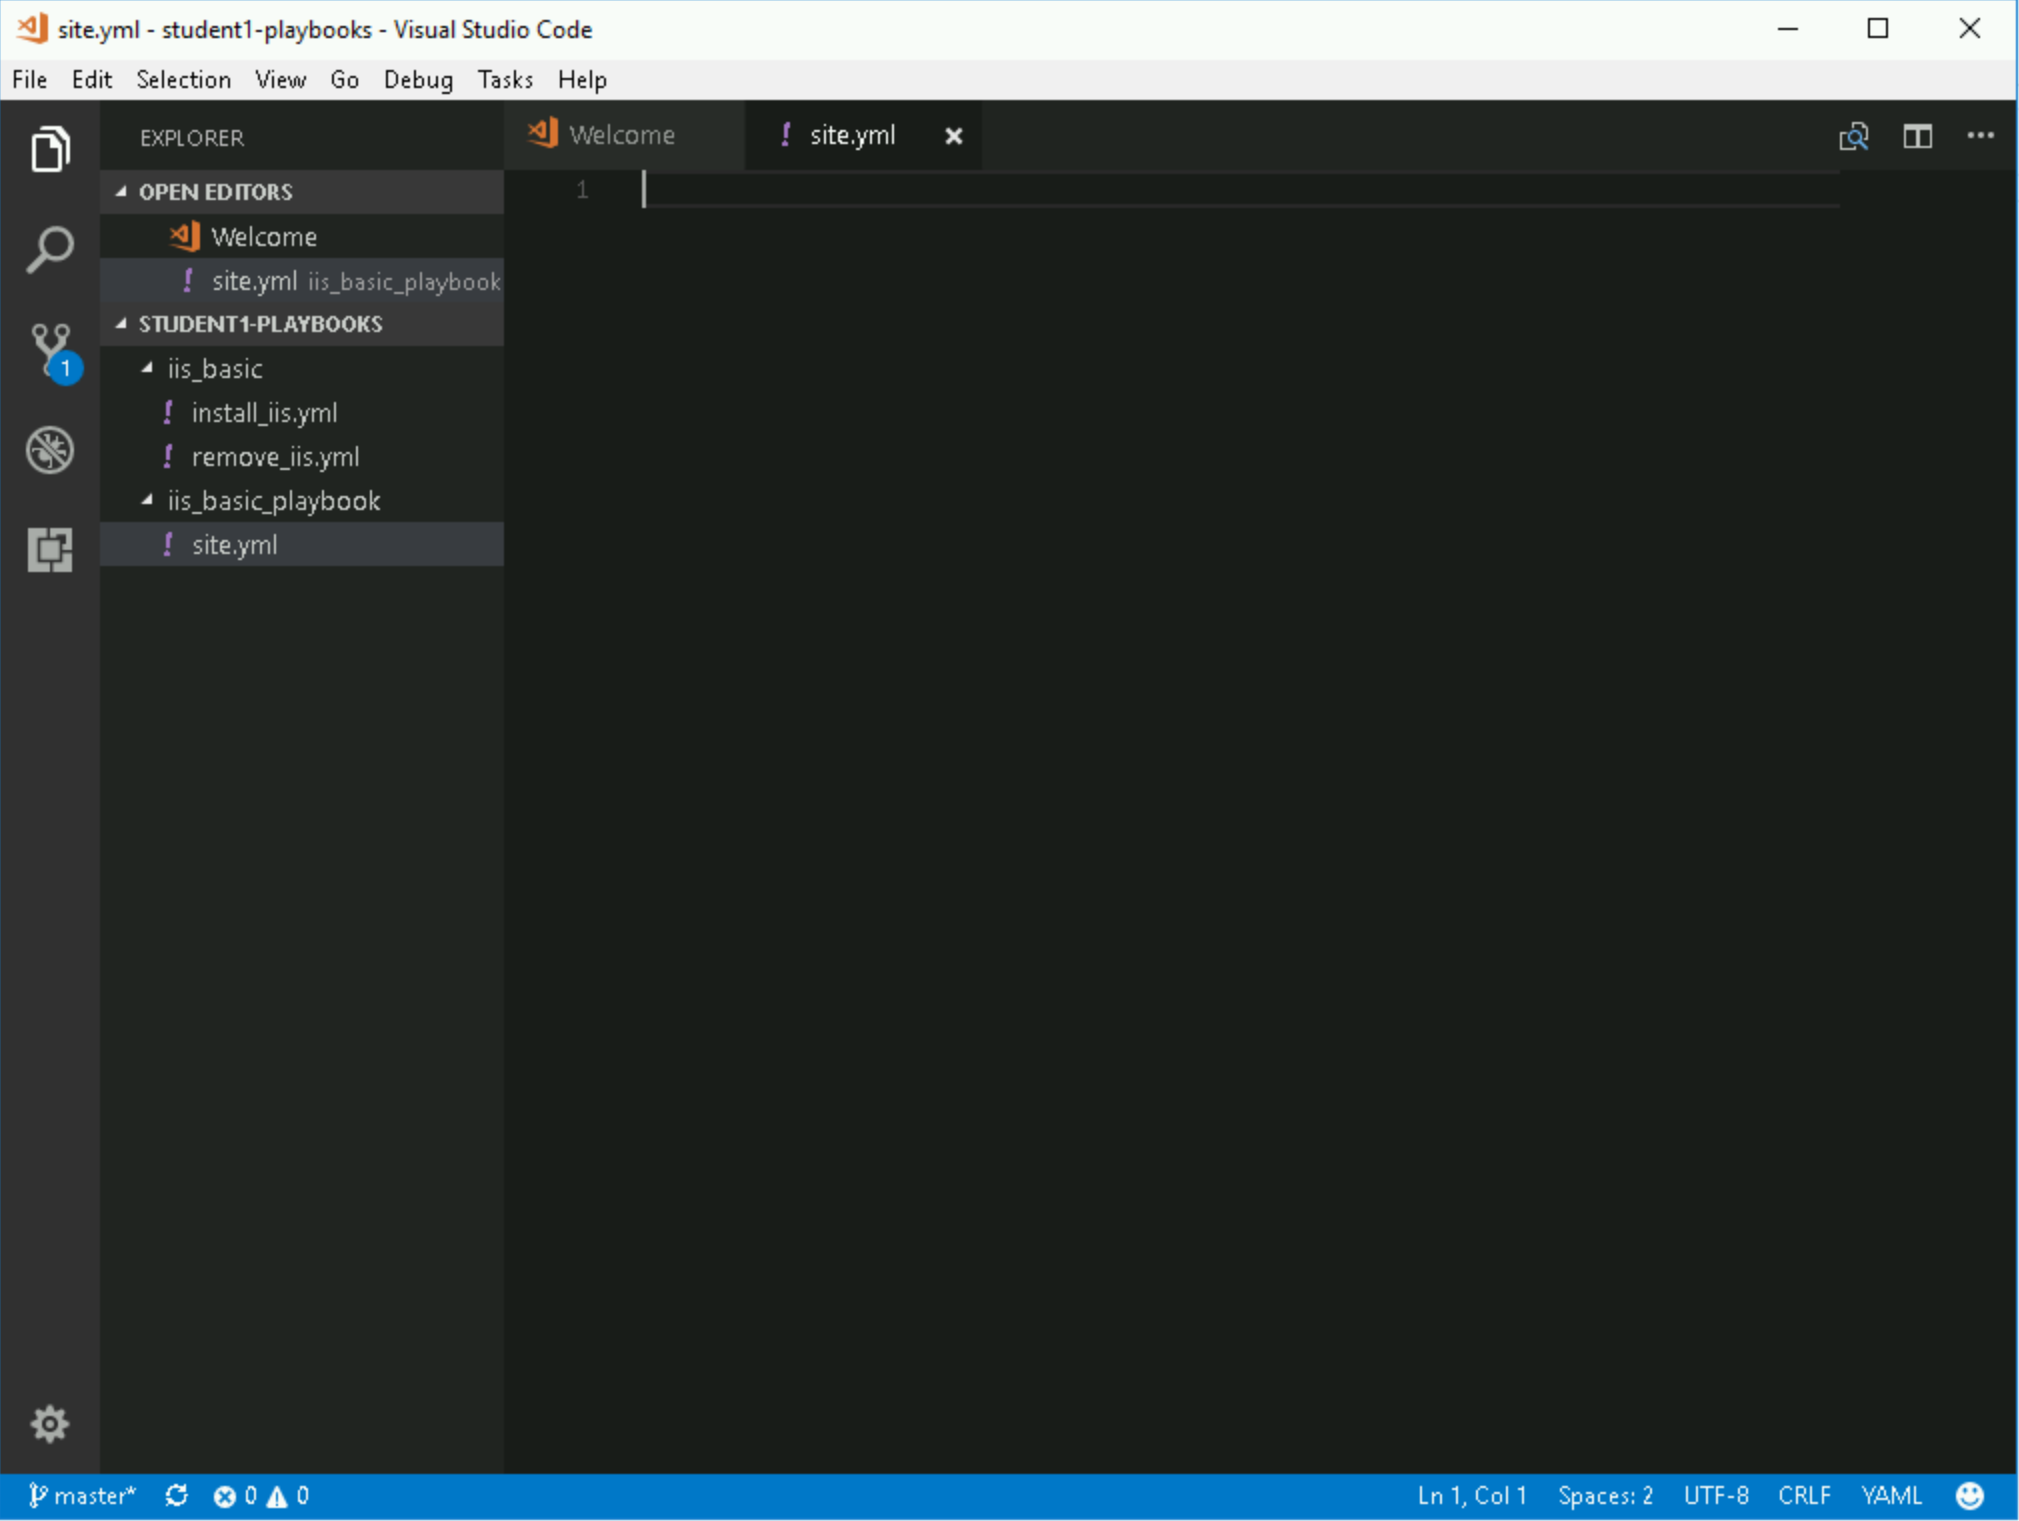 site.yml - student1-playbooks - Visual Studio Code
File Edit Selection View Go Debug Tasks Help
EXPLORER
Welcome
! site.yml
OPEN EDITORS
Welcome
! site.yml iis_basic_playbook
STUDENT1-PLAYBOOKS
iis_basic
! install_iis.yml
! remove_iis.yml
iis_basic_playbook
! site.yml
1
1
master* 0 0
Ln 1, Col 1 Spaces: 2 UTF-8 CRLF YAML